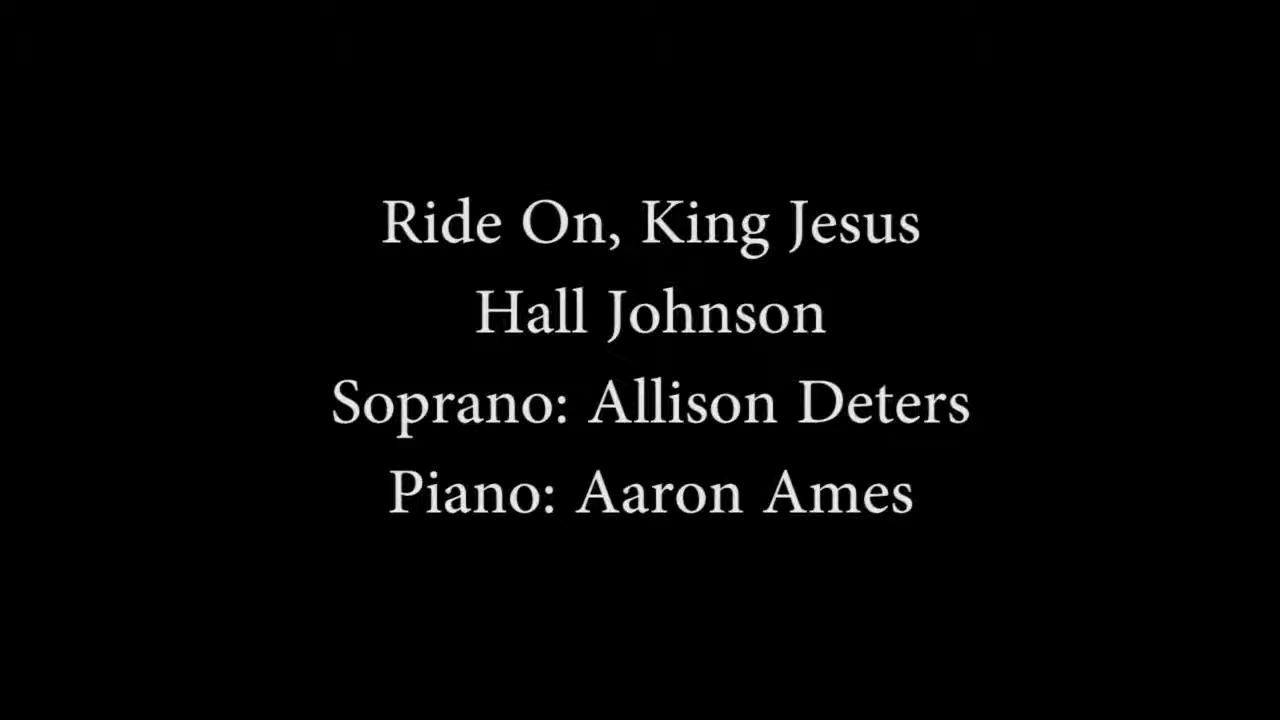 Ride On, King Jesus
Hall Johnson
Soprano: Allison Deters
Piano: Aaron Ames